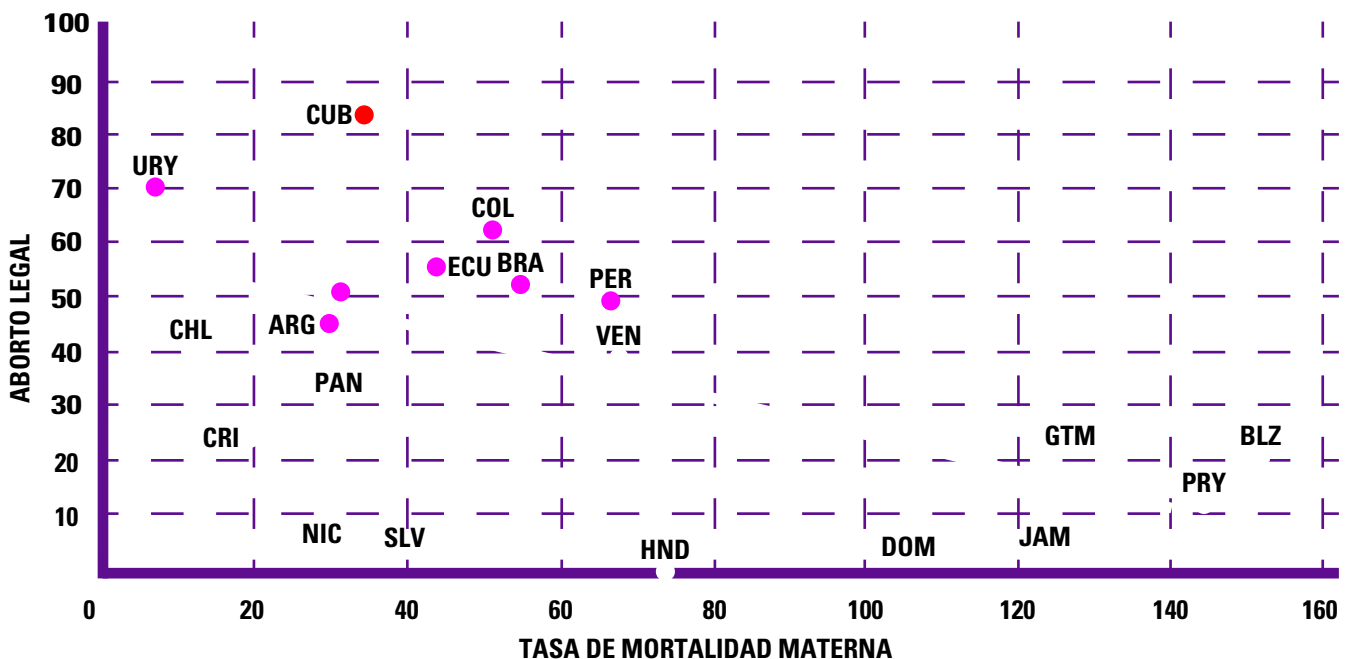 100
90
CUB
80
URY
70
COL
60
ECU BRA
PER
50
CHL ARG
VEN
40
PAN
30
CRI GTM BLZ
20
PRY
10
NIC SLV
HND DOM JAM
0 20 40 60 80 100 120 140 160
ABORTO LEGAL
TASA DE MORTALIDAD MATERNA